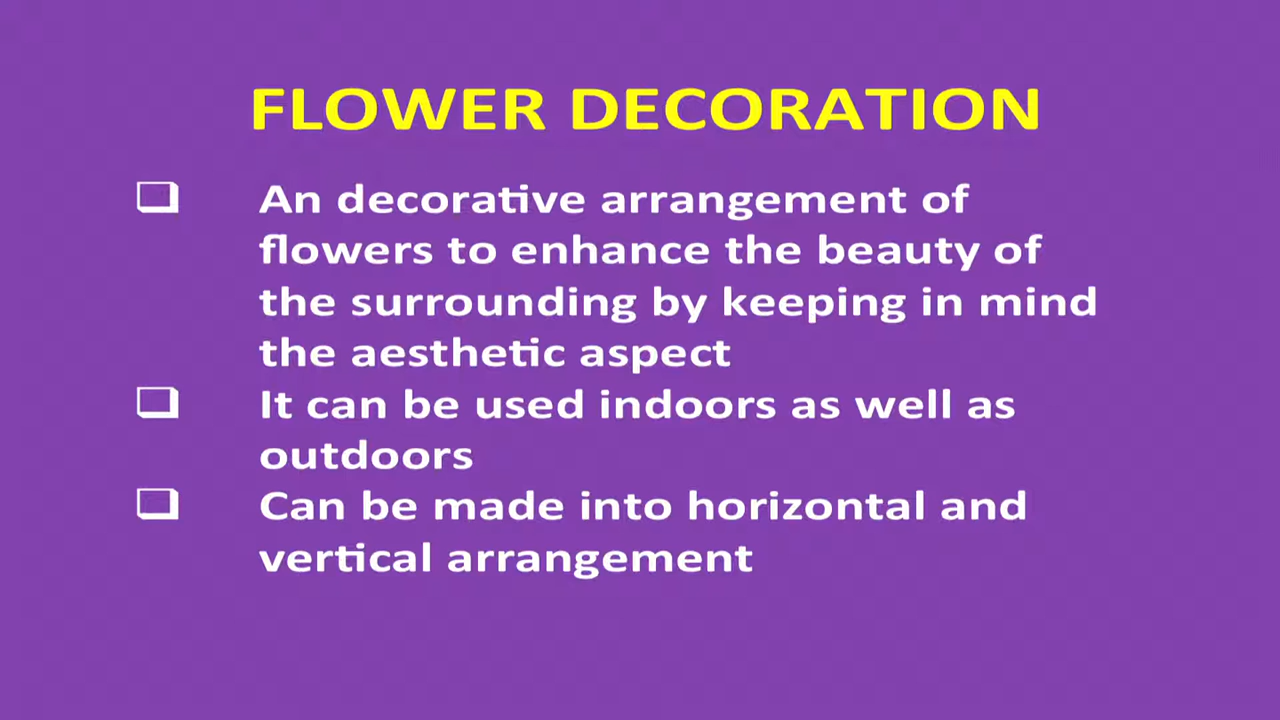 FLOWER DECORATION
An decorative arrangement of
flowers to enhance the beauty of
the surrounding by keeping in mind
the aesthetic aspect
It can be used indoors as well as
outdoors
Can be made into horizontal and
vertical arrangement